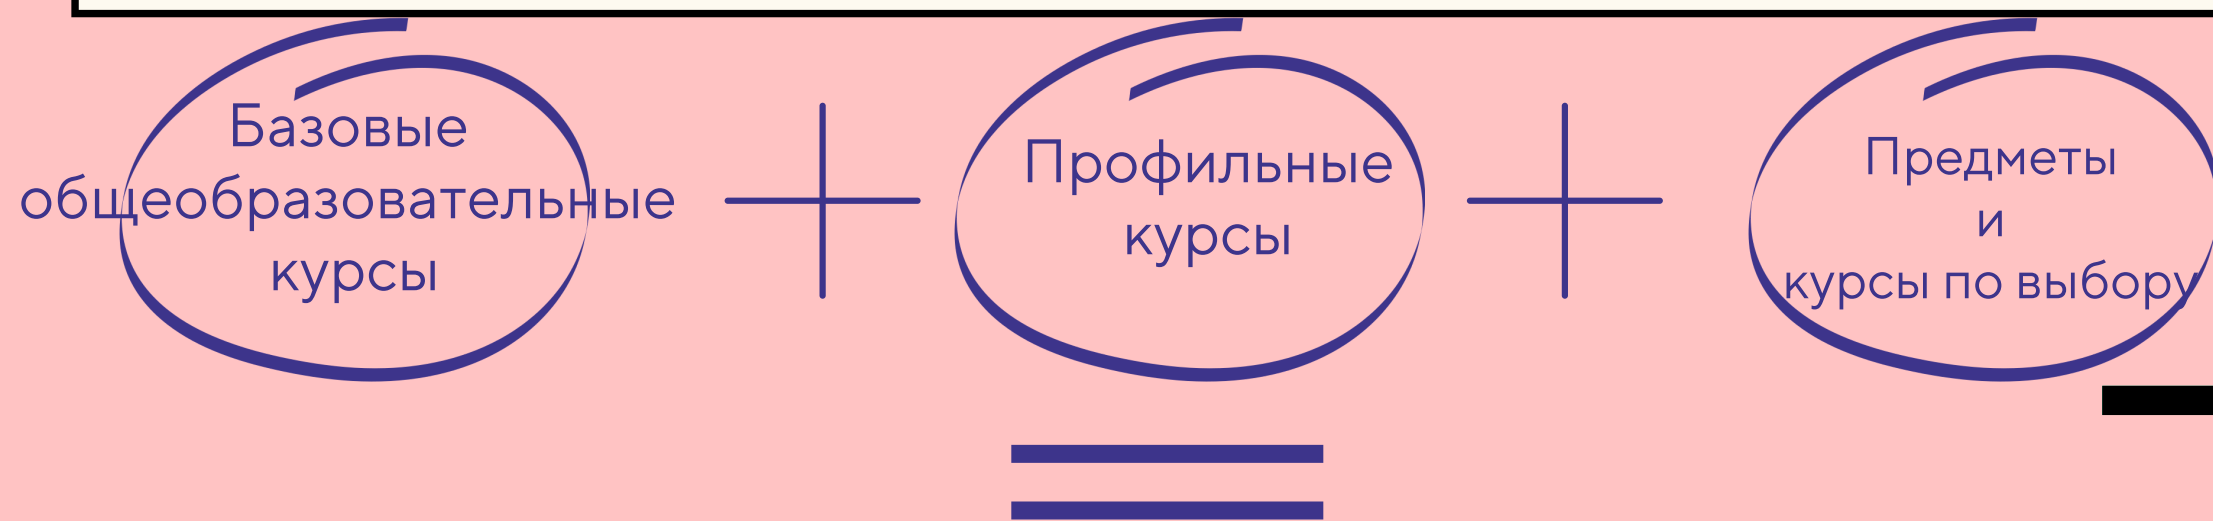 Базовые
общеобразовательные
курсы
Профильные
курсы
Предметы
и
курсы по выбору